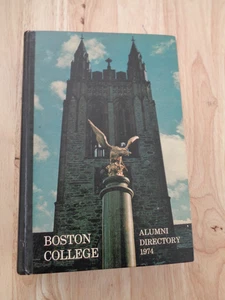 BOSTON
COLLEGE
ALUMNI
DIRECTORY
1974